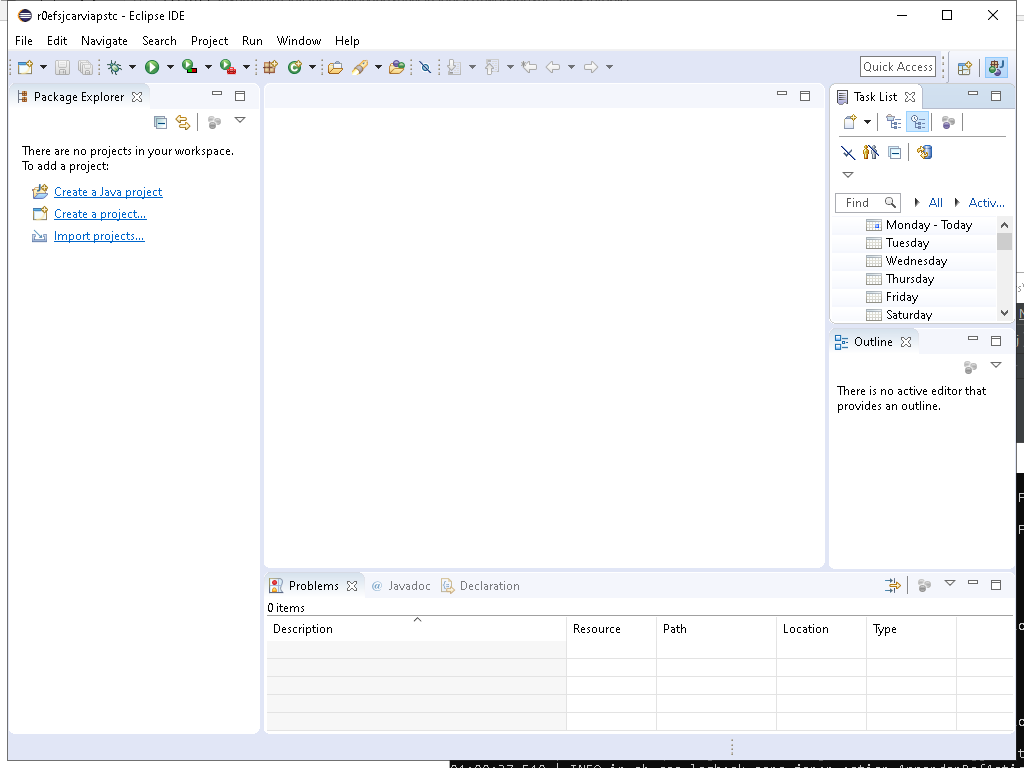 r0efsjcarviapstc - Eclipse IDE
File Edit Navigate Search Project Run Window Help
Quick Access
Package Explorer
There are no projects in your workspace.
To add a project:
Create a Java project
Create a project...
Import projects...
Task List
Find All Activ...
Monday - Today
Tuesday
Wednesday
Thursday
Friday
Saturday
Outline
There is no active editor that
provides an outline.
Problems @ Javadoc Declaration
0 items
Description Resource Path Location Type